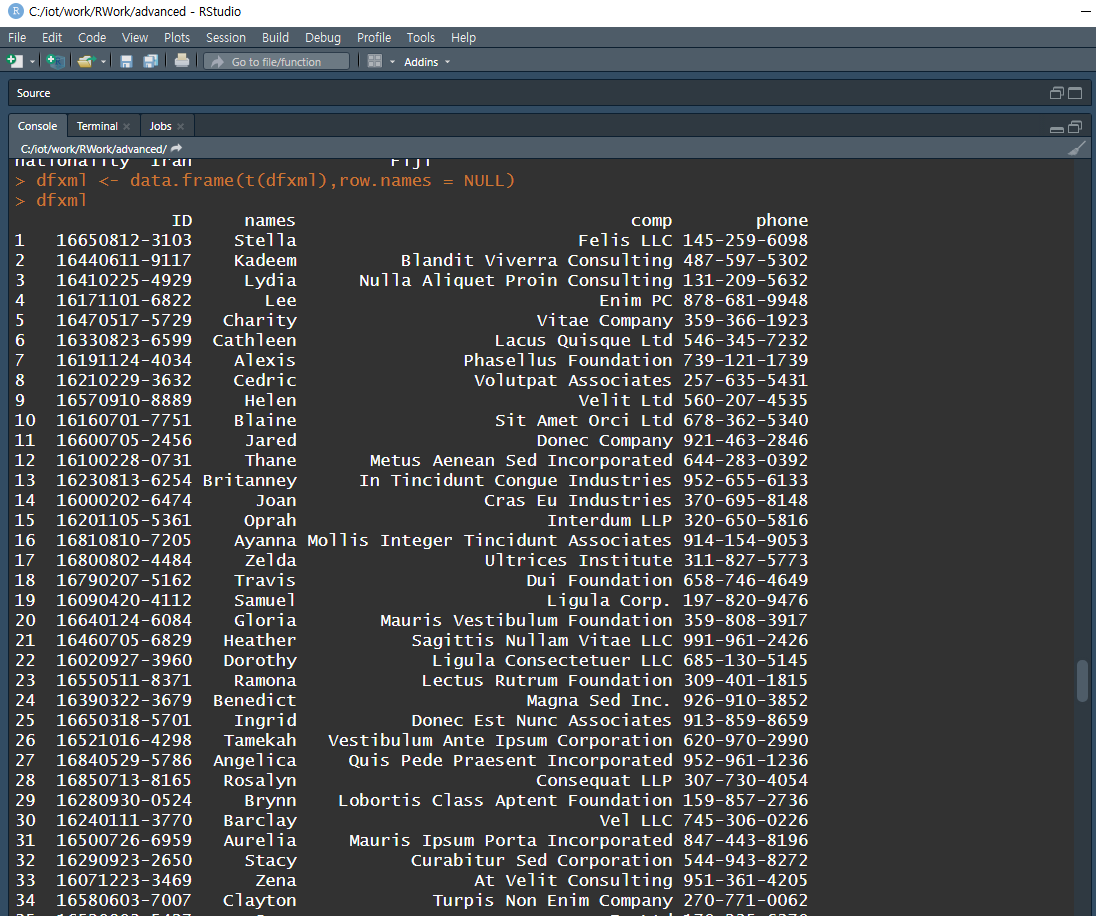 C:/iot/work/RWork/advanced - RStudio
File Edit Code View Plots Session Build Debug Profile Tools Help
Go to file/function Addins
Source
Console Terminal Jobs
C:/iot/work/RWork/advanced/
nationality Iran Fiji
> dfxml <- data.frame(t(dfxml),row.names = NULL)
> dfxml
ID names comp phone
1 16650812-3103 Stella Felis LLC 145-259-6098
2 16440611-9117 Kadeem Blandit Viverra Consulting 487-597-5302
3 16410225-4929 Lydia Nulla Aliquet Proin Consulting 131-209-5632
4 16171101-6822 Lee Enim PC 878-681-9948
5 16470517-5729 Charity Vitae Company 359-366-1923
6 16330823-6599 Cathleen Lacus Quisque Ltd 546-345-7232
7 16191124-4034 Alexis Phasellus Foundation 739-121-1739
8 16210229-3632 Cedric Volutpat Associates 257-635-5431
9 16570910-8889 Helen Velit Ltd 560-207-4535
10 16160701-7751 Blaine Sit Amet Orci Ltd 678-362-5340
11 16600705-2456 Jared Donec Company 921-463-2846
12 16100228-0731 Thane Metus Aenean Sed Incorporated 644-283-0392
13 16230813-6254 Britanney In Tincidunt Congue Industries 952-655-6133
14 16000202-6474 Joan Cras Eu Industries 370-695-8148
15 16201105-5361 Oprah Interdum LLP 320-650-5816
16 16810810-7205 Ayanna Mollis Integer Tincidunt Associates 914-154-9053
17 16800802-4484 Zelda Ultrices Institute 311-827-5773
18 16790207-5162 Travis Dui Foundation 658-746-4649
19 16090420-4112 Samuel Ligula Corp. 197-820-9476
20 16640124-6084 Gloria Mauris Vestibulum Foundation 359-808-3917
21 16460705-6829 Heather Sagittis Nullam Vitae LLC 991-961-2426
22 16020927-3960 Dorothy Ligula Consectetuer LLC 685-130-5145
23 16550511-8371 Ramona Lectus Rutrum Foundation 309-401-1815
24 16390322-3679 Benedict Magna Sed Inc. 926-910-3852
25 16650318-5701 Ingrid Donec Est Nunc Associates 913-859-8659
26 16521016-4298 Tamekah Vestibulum Ante Ipsum Corporation 620-970-2990
27 16840529-5786 Angelica Quis Pede Praesent Incorporated 952-961-1236
28 16850713-8165 Rosalyn Consequat LLP 307-730-4054
29 16280930-0524 Brynn Lobortis Class Aptent Foundation 159-857-2736
30 16240111-3770 Barclay Vel LLC 745-306-0226
31 16500726-6959 Aurelia Mauris Ipsum Porta Incorporated 847-443-8196
32 16290923-2650 Stacy Curabitur Sed Corporation 544-943-8272
33 16071223-3469 Zena At Velit Consulting 951-361-4205
34 16580603-7007 Clayton Turpis Non Enim Company 270-771-0062